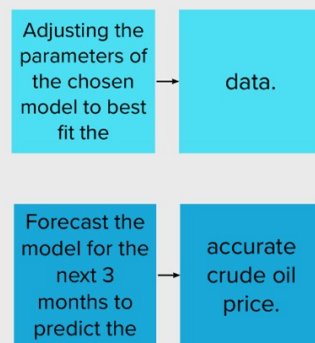 Adjusting the
parameters of
the chosen
model to best
fit the
data.
Forecast the
model for the
next 3
months to
predict the
accurate
crude oil
price.